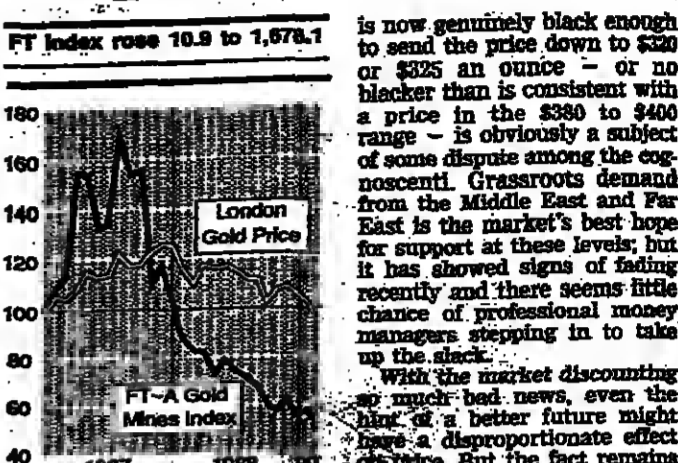 FT Index rose 10.9 to 1,678.1
180
160
140
120
100
80
60
40
London
Gold Price
FT-A Gold
Mines Index
is now genuinely black enough
to send the price down to $320
or $325 an ounce – or no
blacker than is consistent with
a price in the $380 to $400
range – is obviously a subject
of some dispute among the cog-
noscenti. Grassroots demand
from the Middle East and Far
East is the market's best hope
for support at these levels; but
it has showed signs of fading
recently and there seems little
chance of professional money
managers stepping in to take
up the slack.
With the market discounting
so much bad news, even the
hint of a better future might
have a disproportionate effect
price. But the fact remains